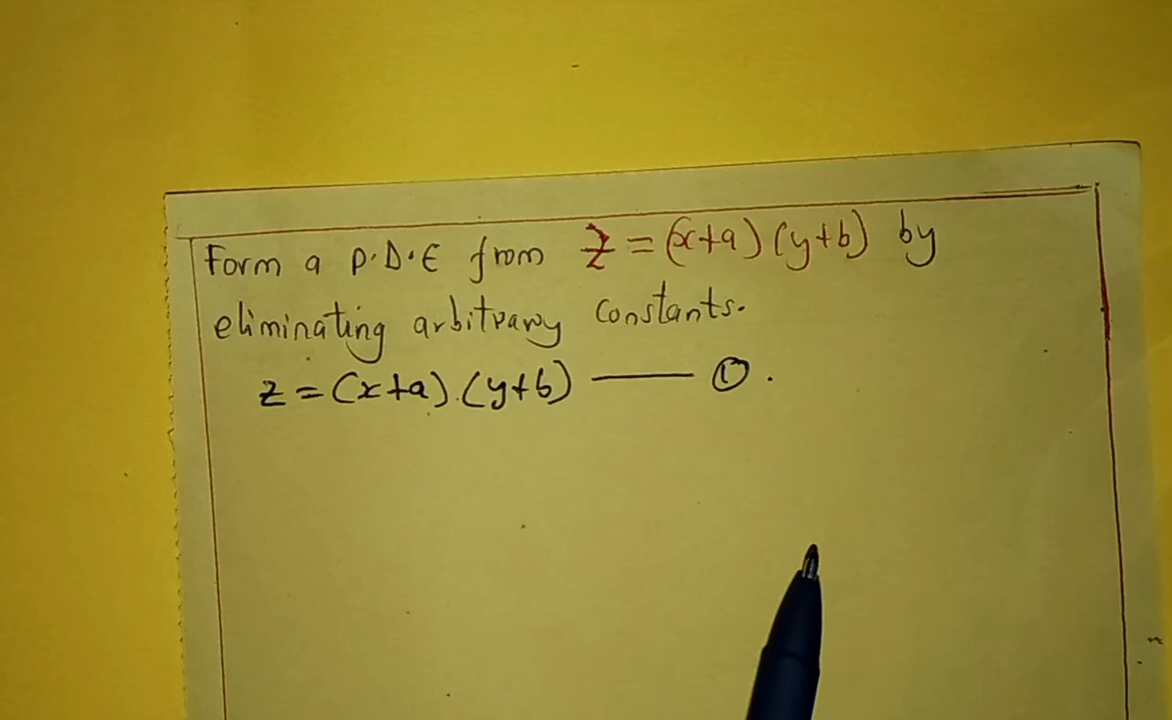 Form a P.D.E from z = (x+a) (y+b) by
eliminating arbitrary constants.
z = (x+a).(y+b) —— ①.